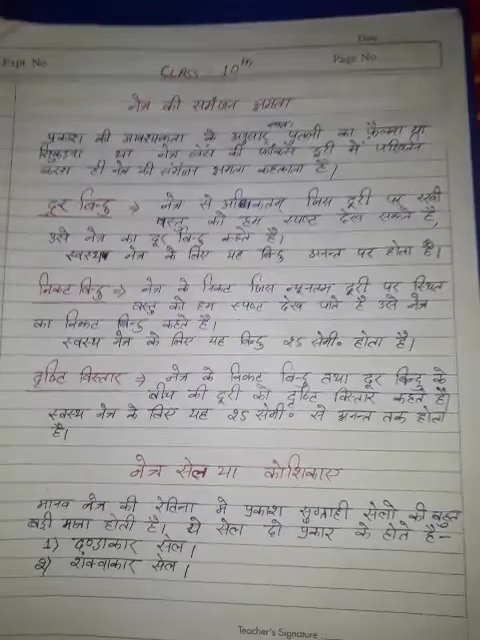 Date
Expt. No.
Page No.
CLASS - 10th
नेत्र की समंजन क्षमता
प्रकाश की आवश्यकता के अनुसार स्वतः पुतली का फैलना या
सिकुडना या नेत्र लेंस की फोकस दूरी में परिवर्तन
करना ही नेत्र की समंजन क्षमता कहलाता है।
दूर बिन्दु ⇒ नेत्र से अधिकतम जिस दूरी पर रखी
वस्तु को हम स्पष्ट देख सकते है,
उसे नेत्र का दूर बिन्दु कहते है।
स्वस्थ नेत्र के लिए यह बिन्दु अनन्त पर होता है।
निकट बिन्दु ⇒ नेत्र के निकट जिस न्यूनतम दूरी पर स्थित
वस्तु को हम स्पष्ट देख पाते है उसे नेत्र
का निकट बिन्दु कहते है।
स्वस्थ नेत्र के लिए यह बिन्दु 25 सेमी० होता है।
दृष्टि विस्तार ⇒ नेत्र के निकट बिन्दु तथा दूर बिन्दु के
बीच की दूरी को दृष्टि विस्तार कहते है।
स्वस्थ नेत्र के लिए यह 25 सेमी० से अनन्त तक होता
है।
नेत्र सेल या कोशिकाए
मानव नेत्र की रेटिना मे प्रकाश सुग्राही सेलो की बहुत
बडी मात्रा होती है। ये सेल दो प्रकार के होते है-
1) दण्डाकार सेल।
2) शंक्वाकार सेल।
Teacher's Signature